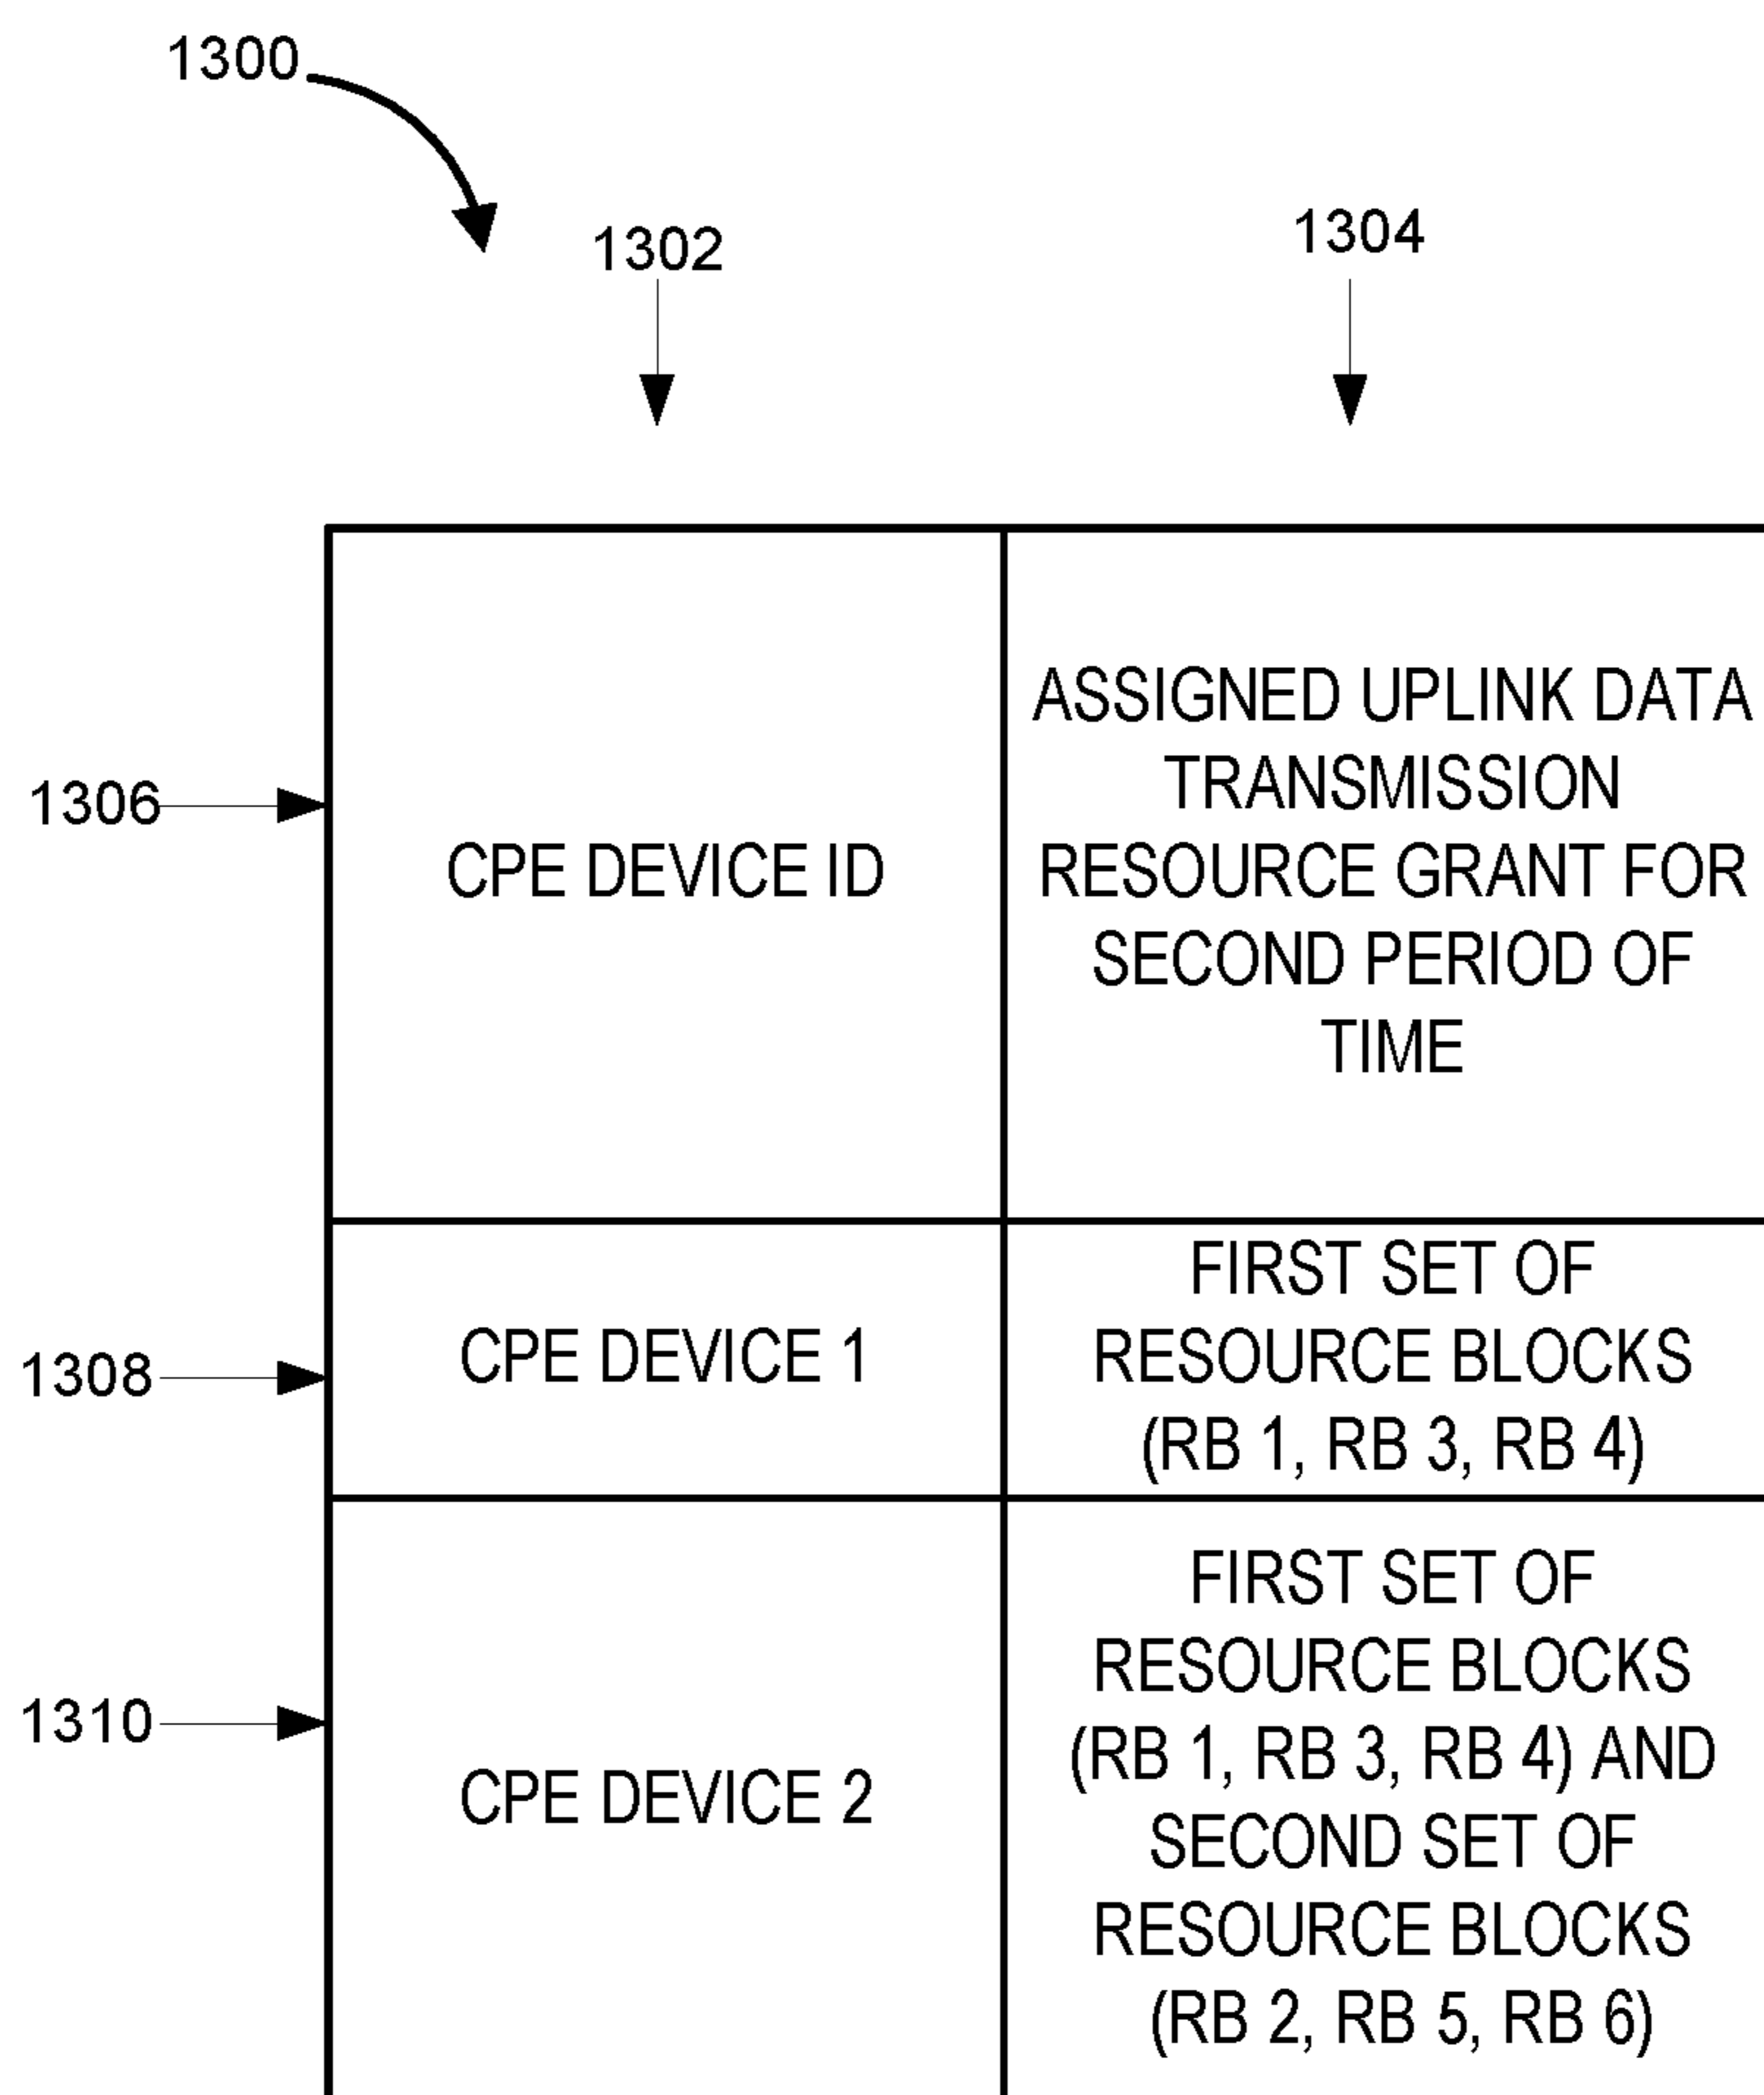 1300
1302
1304
1306
CPE DEVICE ID
ASSIGNED UPLINK DATA
TRANSMISSION
RESOURCE GRANT FOR
SECOND PERIOD OF
TIME
1308
CPE DEVICE 1
FIRST SET OF
RESOURCE BLOCKS
(RB 1, RB 3, RB 4)
1310
CPE DEVICE 2
FIRST SET OF
RESOURCE BLOCKS
(RB 1, RB 3, RB 4) AND
SECOND SET OF
RESOURCE BLOCKS
(RB 2, RB 5, RB 6)